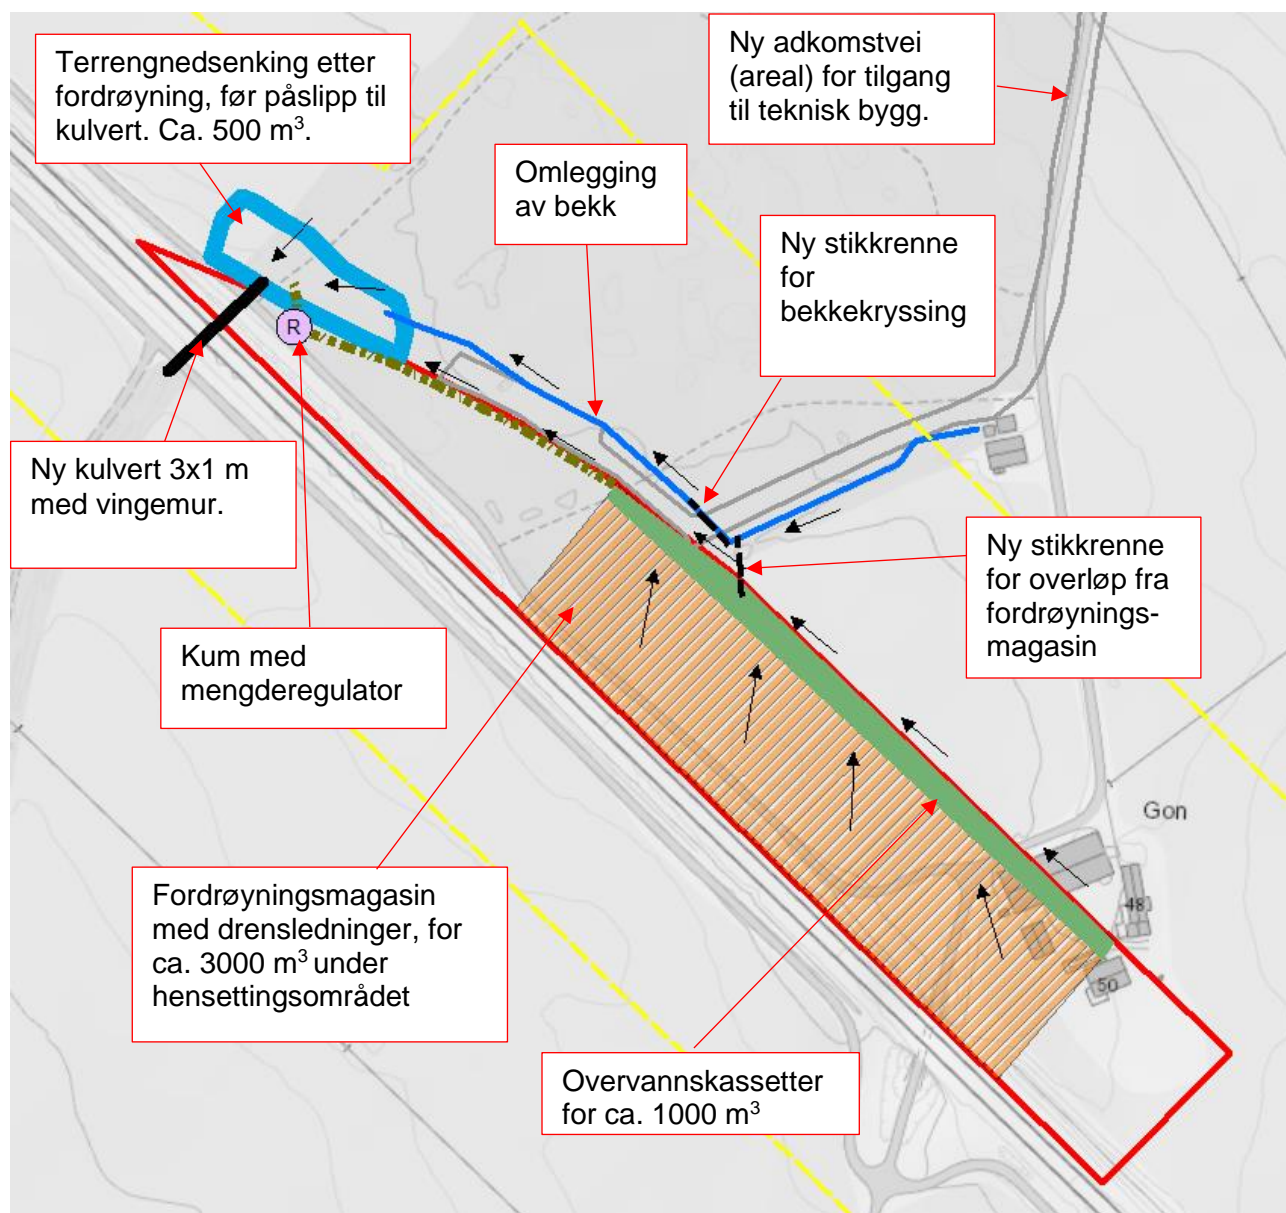 Terrengnedsenking etter
fordrøyning, før påslipp til
kulvert. Ca. 500 m³.
Ny adkomstvei
(areal) for tilgang
til teknisk bygg.
Omlegging
av bekk
Ny stikkrenne
for
bekkekryssing
R
Ny kulvert 3x1 m
med vingemur.
Ny stikkrenne
for overløp fra
fordrøynings-
magasin
Kum med
mengderegulator
Gon
Fordrøyningsmagasin
med drensledninger, for
ca. 3000 m³ under
hensettingsområdet
48
50
Overvannskassetter
for ca. 1000 m³